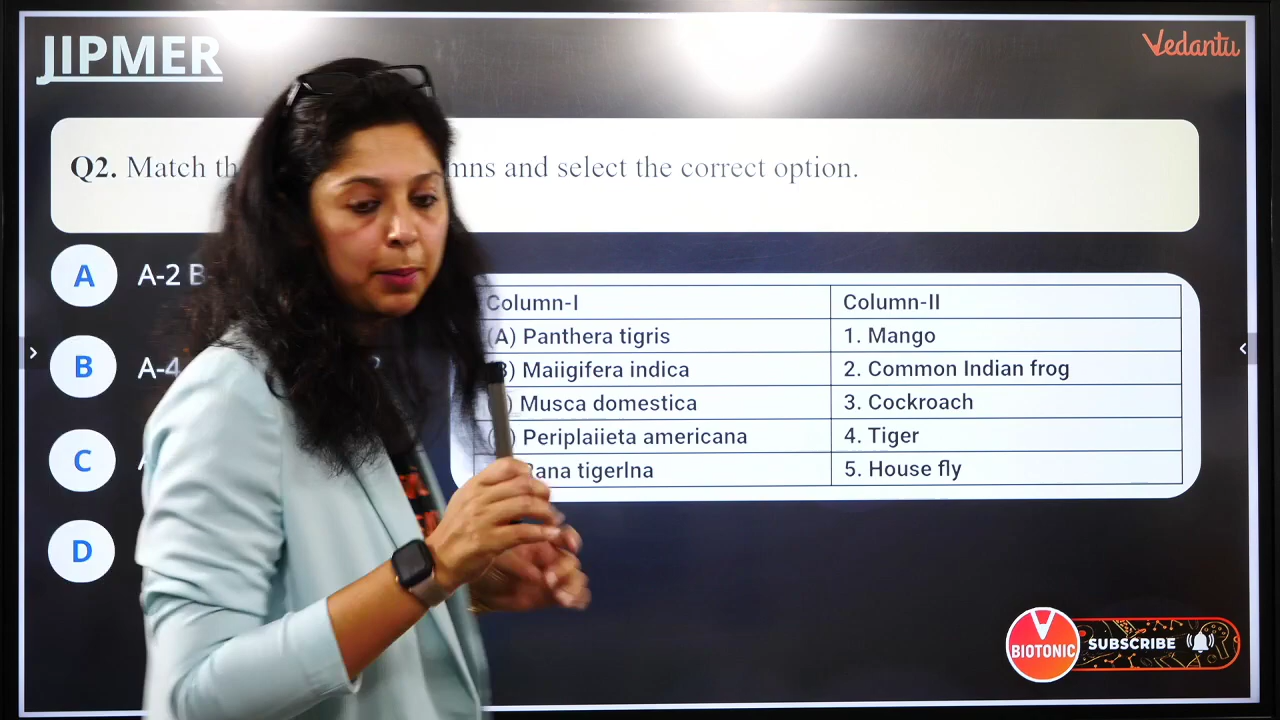 JIPMER
Vedantu
Q2. Match th mns and select the correct option.
A
A-2 B
B
A-4
C
D
Column-I Column-II
(A) Panthera tigris 1. Mango
) Maiigifera indica 2. Common Indian frog
) Musca domestica 3. Cockroach
) Periplaiieta americana 4. Tiger
ana tigerlna 5. House fly
BIOTONIC SUBSCRIBE